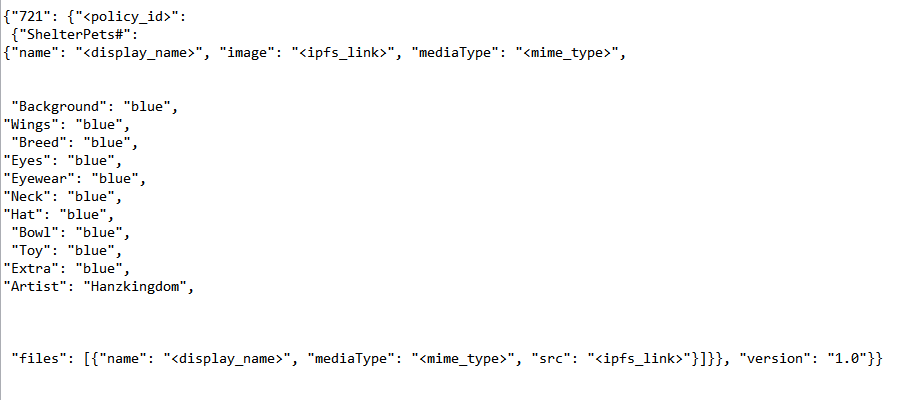 {"721": {"<policy_id>":
{"ShelterPets#":
{"name": "<display_name>", "image": "<ipfs_link>", "mediaType": "<mime_type>",
"Background": "blue",
"Wings": "blue",
"Breed": "blue",
"Eyes": "blue",
"Eyewear": "blue",
"Neck": "blue",
"Hat": "blue",
"Bowl": "blue",
"Toy": "blue",
"Extra": "blue",
"Artist": "Hanzkingdom",
"files": [{"name": "<display_name>", "mediaType": "<mime_type>", "src": "<ipfs_link>"}]}}, "version": "1.0"}}